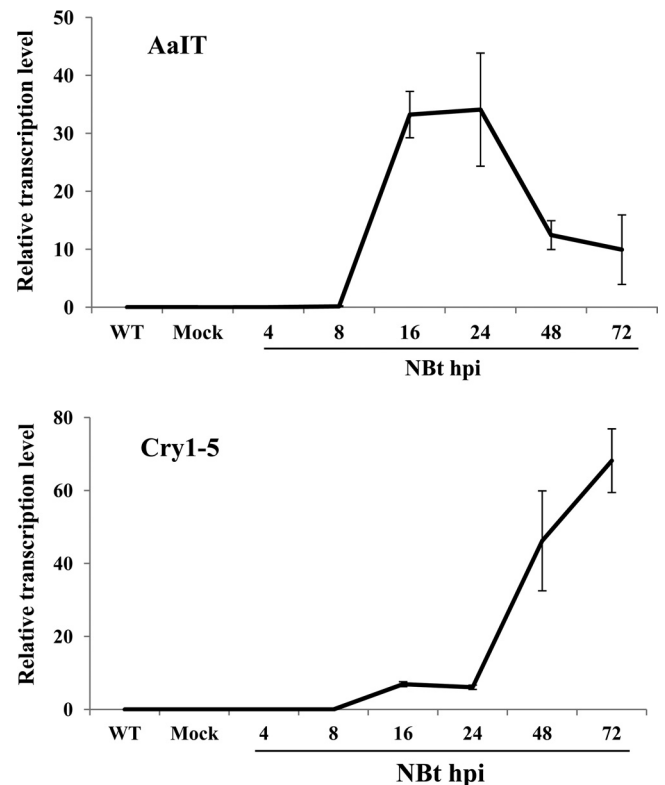 AaIT
Relative transcription level
50
40
30
20
10
0
WT Mock 4 8 16 24 48 72
NBt hpi
Cry1-5
Relative transcription level
80
60
40
20
0
WT Mock 4 8 16 24 48 72
NBt hpi